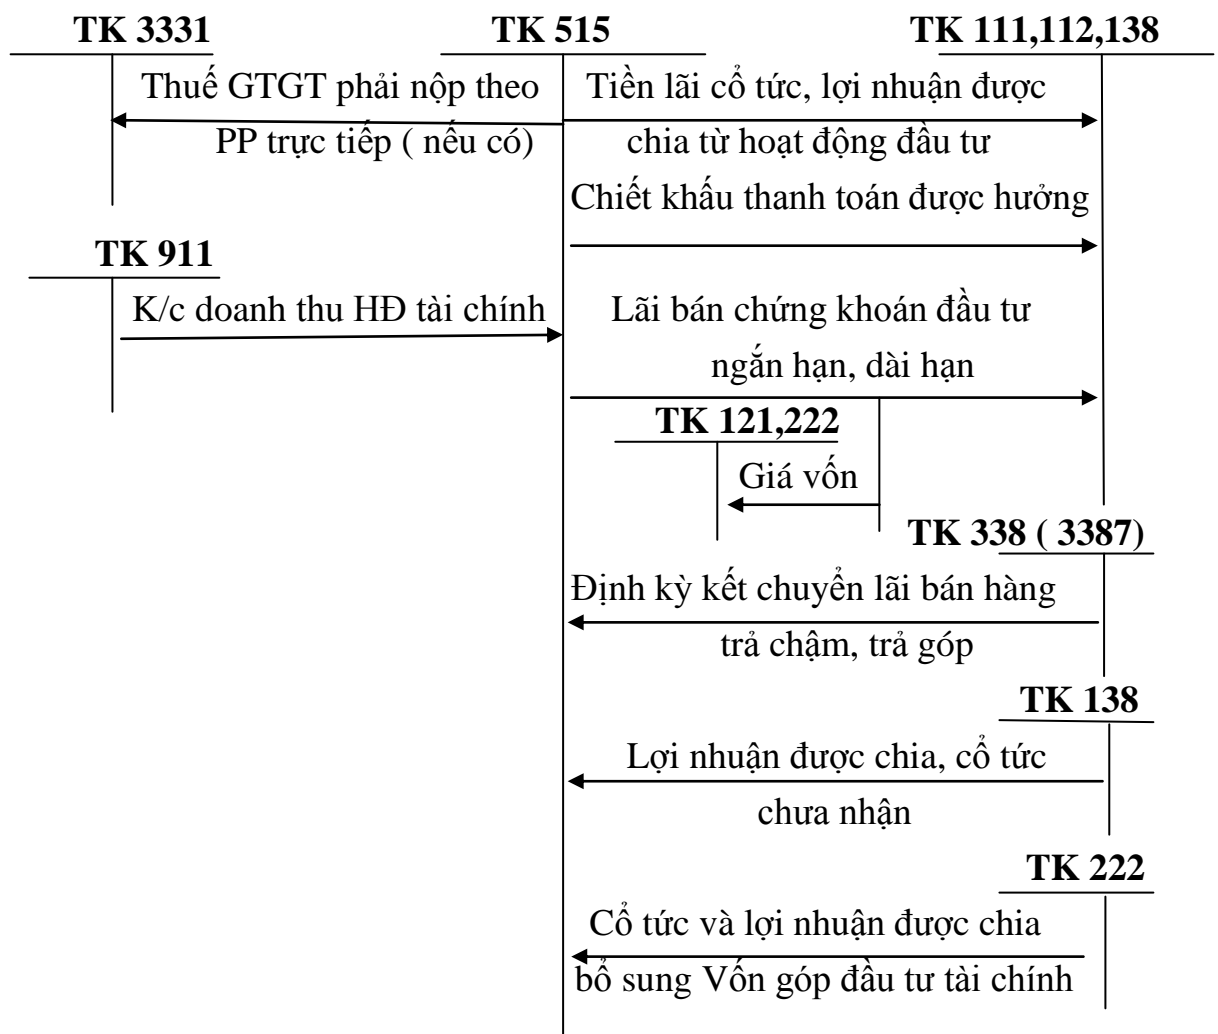 TK 3331
TK 515
TK 111,112,138
Thuế GTGT phải nộp theo
PP trực tiếp ( nếu có)
Tiền lãi cổ tức, lợi nhuận được
chia từ hoạt động đầu tư
Chiết khấu thanh toán được hưởng
TK 911
K/c doanh thu HĐ tài chính
Lãi bán chứng khoán đầu tư
ngắn hạn, dài hạn
TK 121,222
Giá vốn
TK 338 ( 3387)
Định kỳ kết chuyển lãi bán hàng
trả chậm, trả góp
TK 138
Lợi nhuận được chia, cổ tức
chưa nhận
TK 222
Cổ tức và lợi nhuận được chia
bổ sung Vốn góp đầu tư tài chính